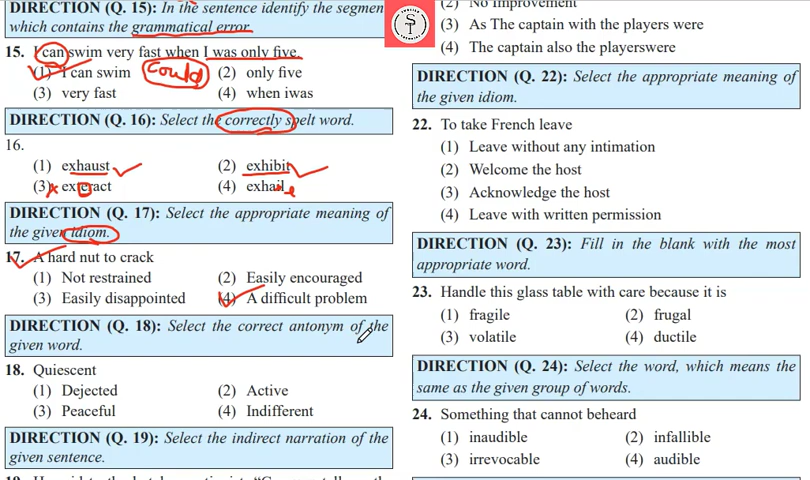 DIRECTION (Q. 15): In the sentence identify the segmen
which contains the grammatical error.
15. I can swim very fast when I was only five.
(1) I can swim (2) only five
Could
(3) very fast (4) when iwas
DIRECTION (Q. 16): Select the correctly spelt word.
16.
(1) exhaust (2) exhibit
(3) exteract (4) exhail
e
DIRECTION (Q. 17): Select the appropriate meaning of
the given idiom.
17. A hard nut to crack
(1) Not restrained (2) Easily encouraged
(3) Easily disappointed (4) A difficult problem
DIRECTION (Q. 18): Select the correct antonym of the
given word.
18. Quiescent
(1) Dejected (2) Active
(3) Peaceful (4) Indifferent
DIRECTION (Q. 19): Select the indirect narration of the
given sentence.
(2) No Improvement
(3) As The captain with the players were
(4) The captain also the playerswere
DIRECTION (Q. 22): Select the appropriate meaning of
the given idiom.
22. To take French leave
(1) Leave without any intimation
(2) Welcome the host
(3) Acknowledge the host
(4) Leave with written permission
DIRECTION (Q. 23): Fill in the blank with the most
appropriate word.
23. Handle this glass table with care because it is
(1) fragile (2) frugal
(3) volatile (4) ductile
DIRECTION (Q. 24): Select the word, which means the
same as the given group of words.
24. Something that cannot beheard
(1) inaudible (2) infallible
(3) irrevocable (4) audible